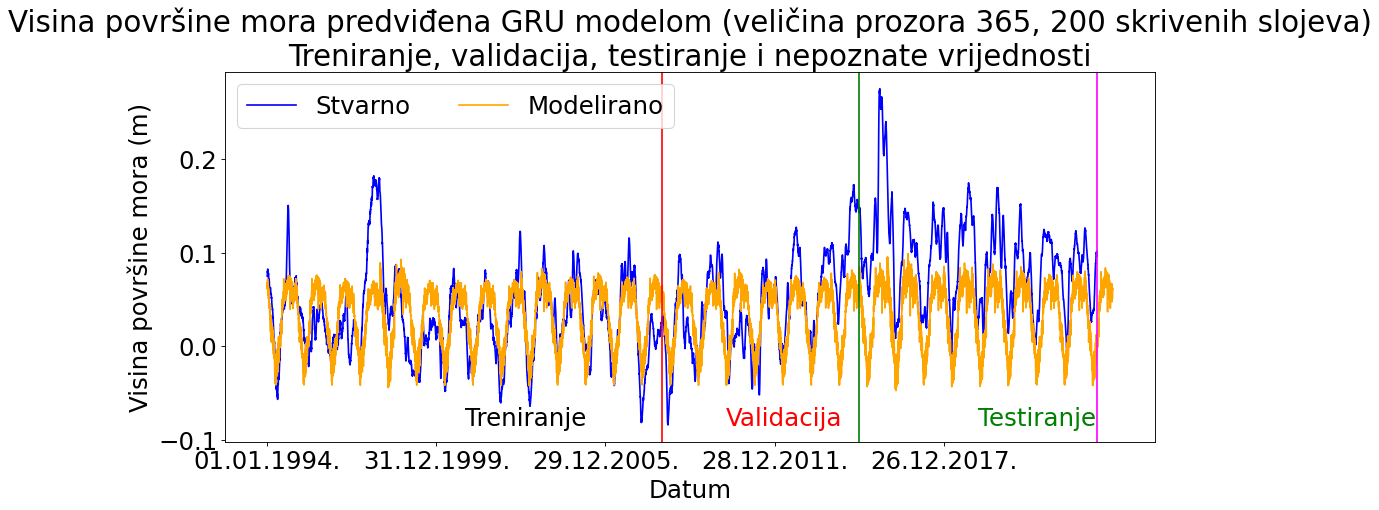 Visina površine mora predviđena GRU modelom (veličina prozora 365, 200 skrivenih slojeva)
Treniranje, validacija, testiranje i nepoznate vrijednosti
Stvarno
Modelirano
Visina površine mora (m)
0.2
0.1
0.0
−0.1
Treniranje
Validacija
Testiranje
01.01.1994.
31.12.1999.
29.12.2005.
28.12.2011.
26.12.2017.
Datum